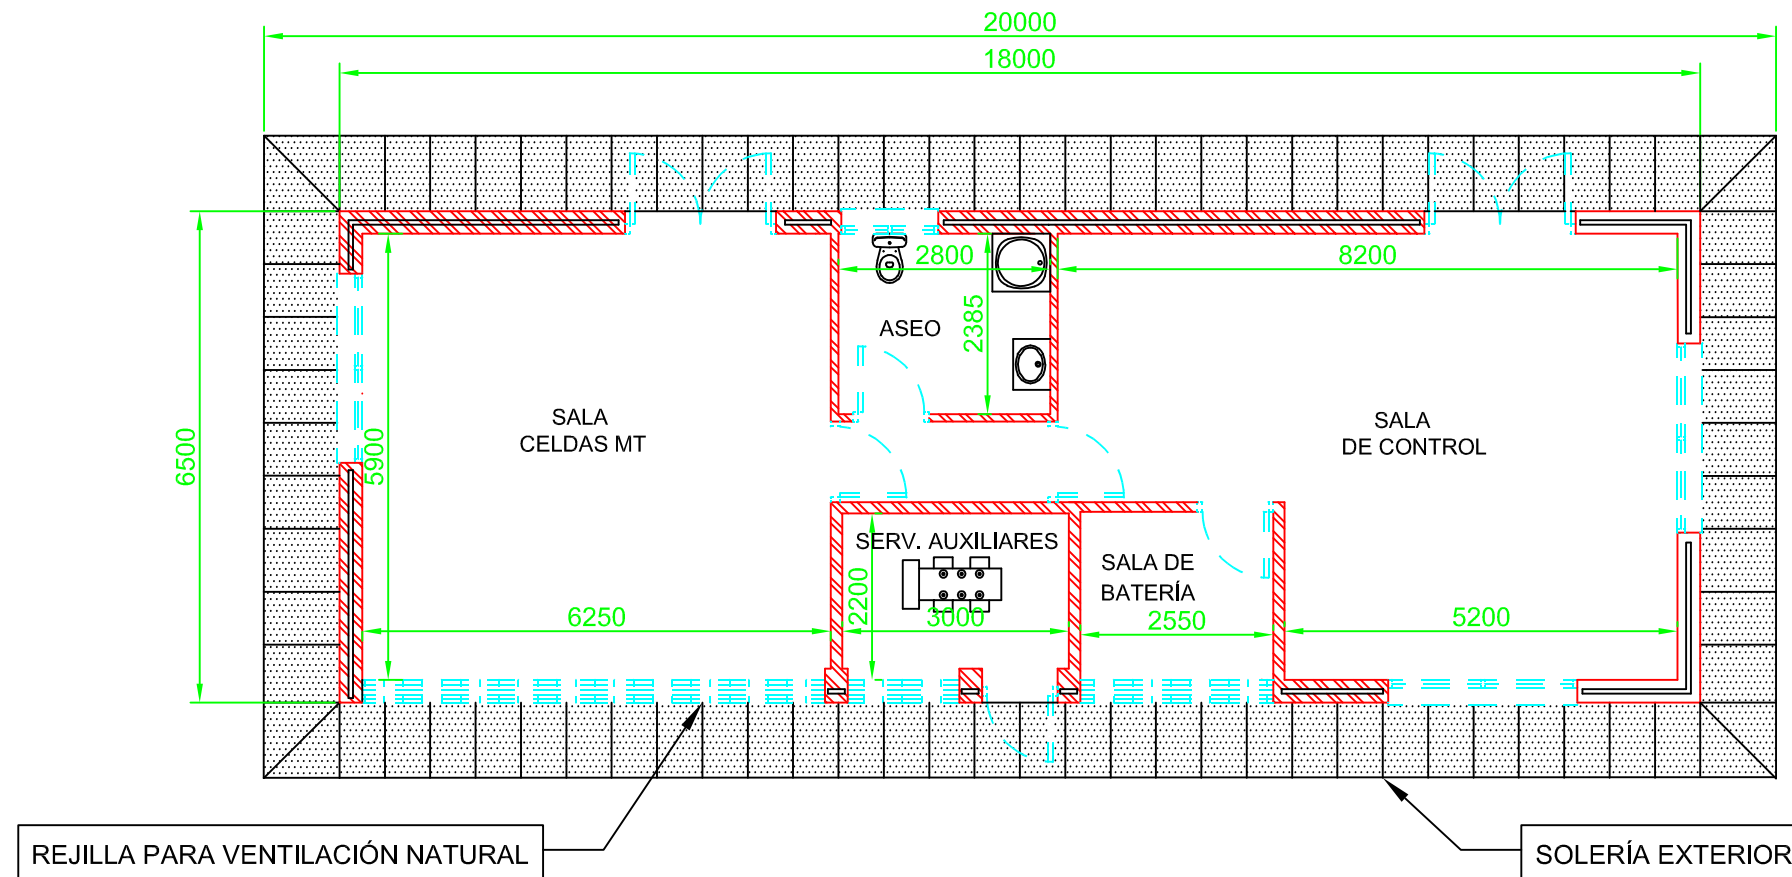 20000
18000
2800
8200
2385
ASEO
SALA
CELDAS MT
SALA
DE CONTROL
6500
5900
SERV. AUXILIARES
SALA DE
BATERÍA
2200
6250
3000
2550
5200
REJILLA PARA VENTILACIÓN NATURAL
SOLERÍA EXTERIOR